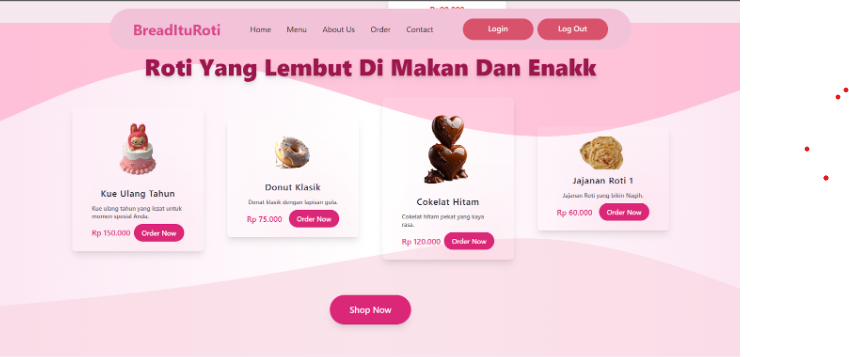 BreadItuRoti Home Menu About Us Order Contact Login Log Out
Roti Yang Lembut Di Makan Dan Enakk
Kue Ulang Tahun
Kue ulang tahun yang lezat untuk
momen spesial Anda.
Rp 150.000 Order Now
Donut Klasik
Donut klasik dengan lapisan gula.
Rp 75.000 Order Now
Cokelat Hitam
Cokelat hitam pekat yang kaya
rasa.
Rp 120.000 Order Now
Jajanan Roti 1
Jajanan Roti yang bikin Nagih.
Rp 60.000 Order Now
Shop Now